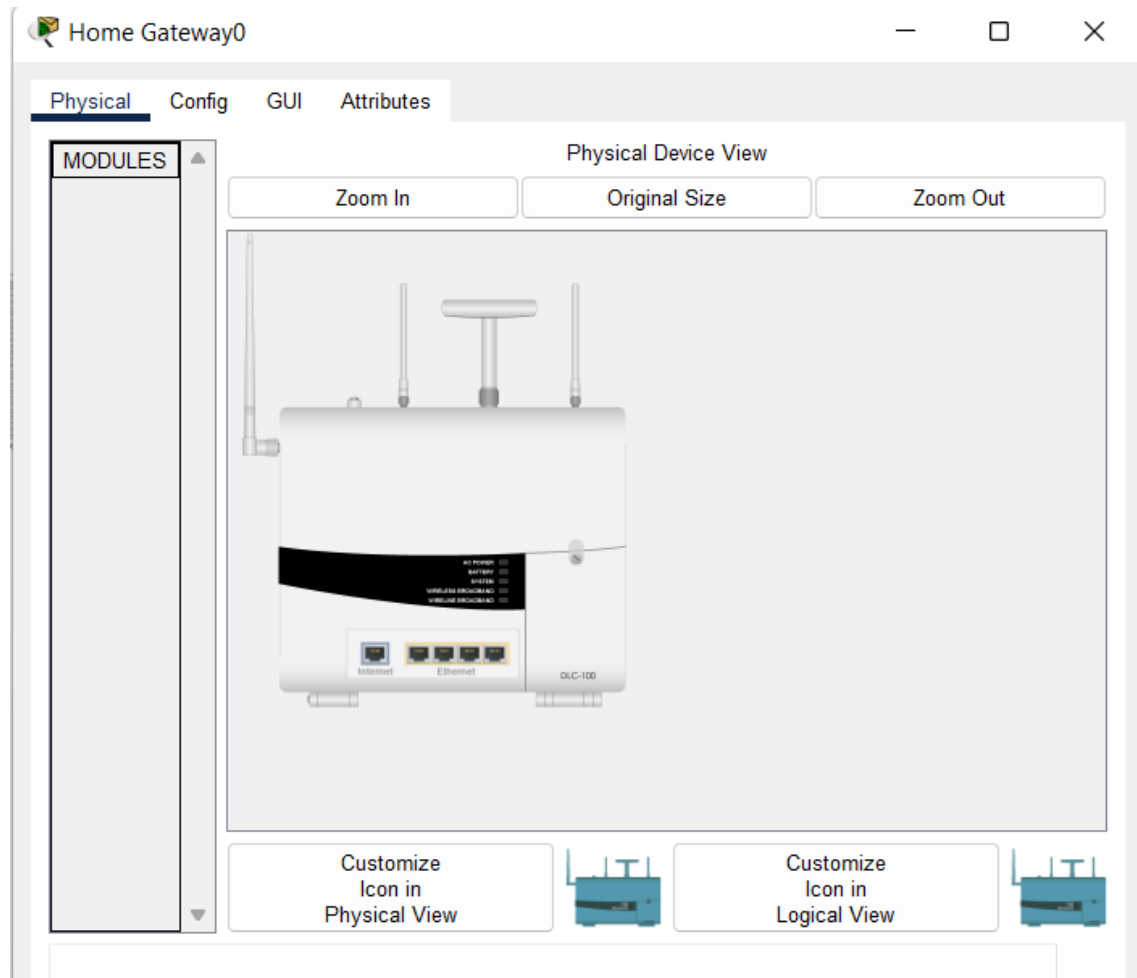 Home Gateway0
Physical Config GUI Attributes
MODULES
Physical Device View
Zoom In Original Size Zoom Out
AC POWER
BATTERY
SYSTEM
WIRELESS BROADBAND
WIRELINE BROADBAND
Internet Ethernet
DLC-100
Customize
Icon in
Physical View
Customize
Icon in
Logical View